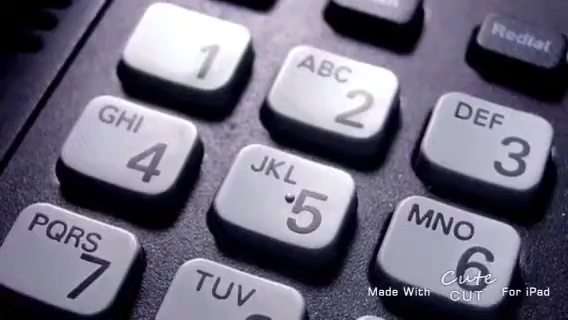 Redial
1
ABC
2
DEF
3
GHI
4
JKL
5
MNO
6
PQRS
7
TUV
Made With Cute CUT For iPad